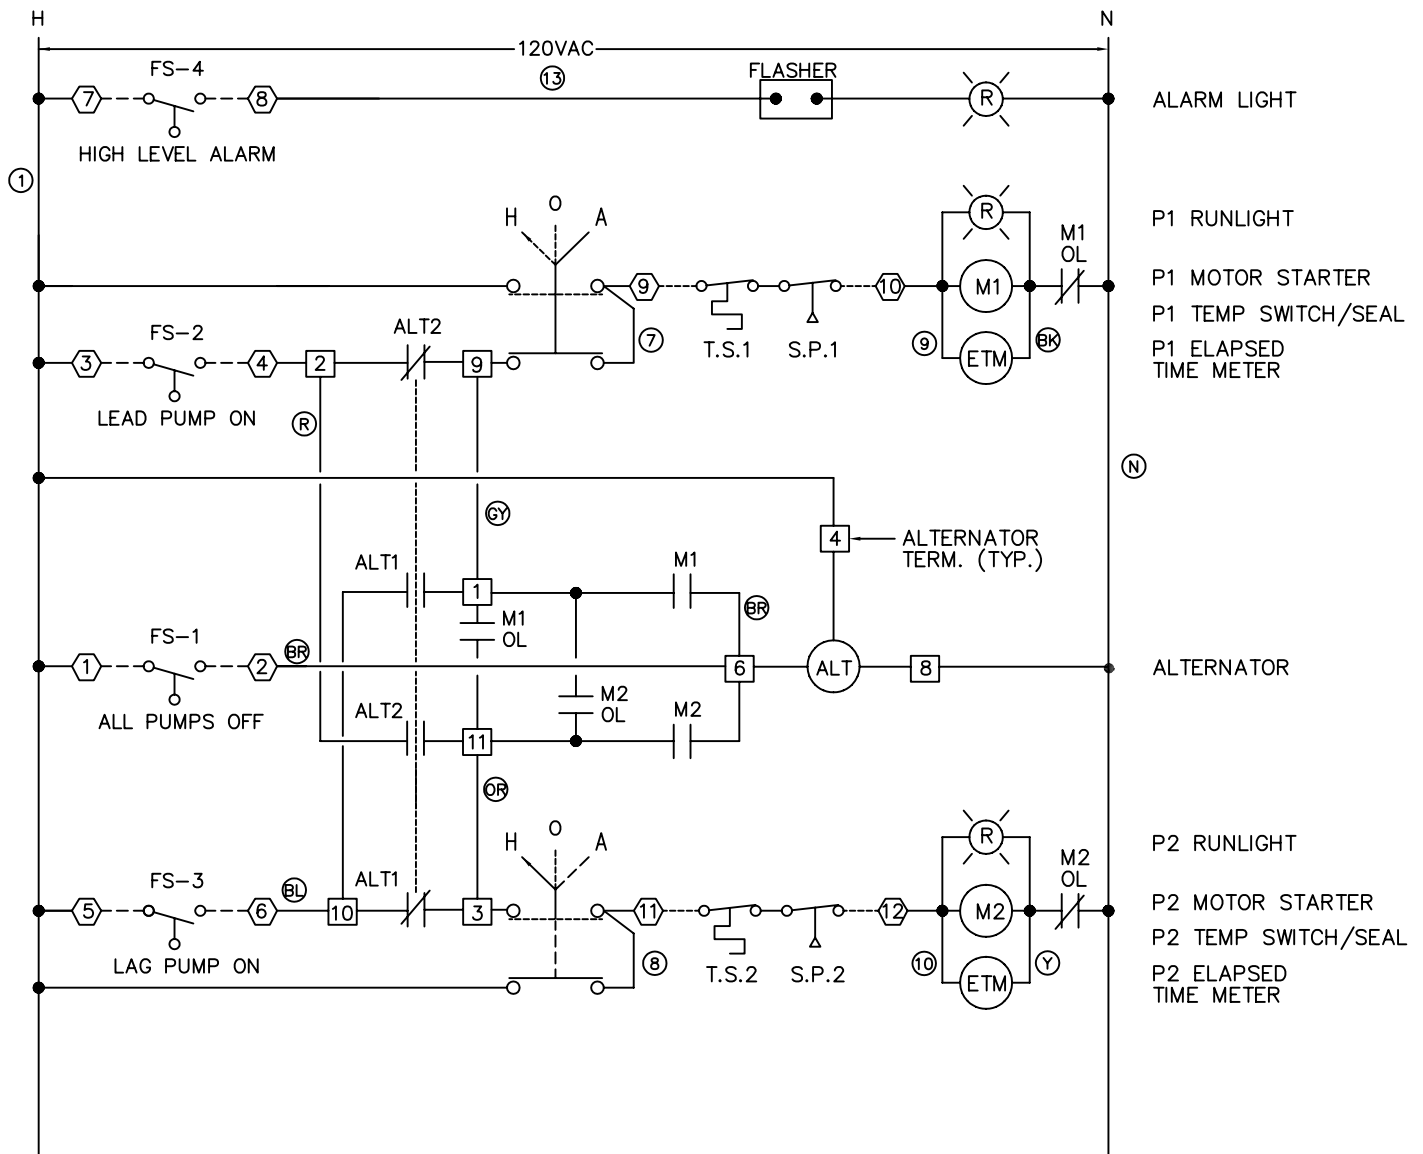 H
N
120VAC
FS-4
13
FLASHER
7
8
R
ALARM LIGHT
HIGH LEVEL ALARM
1
H
O
A
R
P1 RUNLIGHT
M1
OL
9
10
M1
P1 MOTOR STARTER
P1 TEMP SWITCH/SEAL
FS-2
ALT2
7
T.S.1
S.P.1
9
BK
3
4
2
9
ETM
P1 ELAPSED
TIME METER
LEAD PUMP ON
R
N
GY
4
ALTERNATOR
TERM. (TYP.)
ALT1
M1
1
BR
M1
OL
FS-1
BR
1
2
6
ALT
8
ALTERNATOR
M2
OL
ALL PUMPS OFF
ALT2
M2
11
OR
H
O
A
R
P2 RUNLIGHT
M2
OL
FS-3
BL
ALT1
5
6
10
3
11
12
M2
P2 MOTOR STARTER
P2 TEMP SWITCH/SEAL
LAG PUMP ON
8
T.S.2
S.P.2
10
Y
ETM
P2 ELAPSED
TIME METER